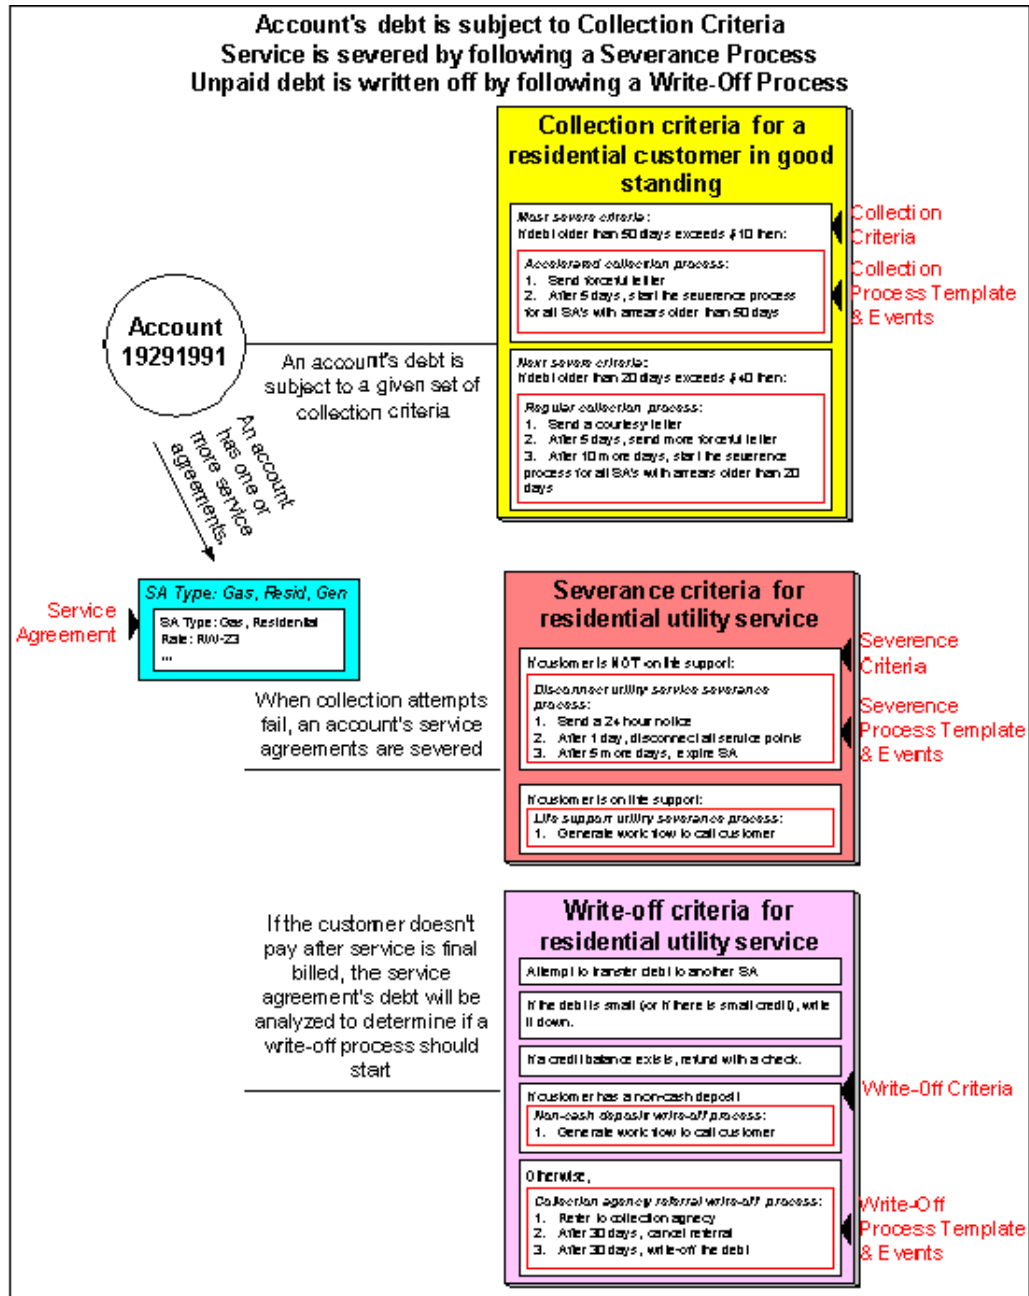 Account's debt is subject to Collection Criteria
Service is severed by following a Severance Process
Unpaid debt is written off by following a Write-Off Process
Collection criteria for a
residential customer in good
standing
Most severe criteria:
If debt older than 50 days exceeds $10 then:
Accelerated collection process:
1. Send forceful letter
2. After 5 days, start the severence process
for all SA's with arrears older than 50 days
Collection
Criteria
Collection
Process Template
& Events
Account
19291991
An account's debt is
subject to a given set of
collection criteria
Next severe criteria:
If debt older than 20 days exceeds $40 then:
Regular collection process:
1. Send a courtesy letter
2. After 5 days, send more forceful letter
3. After 10 more days, start the severence
process for all SA's with arrears older than 20
days
An account
has one or
more service
agreements,
Service
Agreement
SA Type: Gas, Resid, Gen
SA Type: Gas, Residential
Rate: RW-23
...
When collection attempts
fail, an account's service
agreements are severed
Severance criteria for
residential utility service
If customer is NOT on life support:
Disconnect utility service severance
process:
1. Send a 24 hour notice
2. After 1 day, disconnect all service points
3. After 5 more days, expire SA
If customer is on life support:
Life support utility severance process:
1. Generate work flow to call customer
Severence
Criteria
Severence
Process Template
& Events
If the customer doesn't
pay after service is final
billed, the service
agreement's debt will be
analyzed to determine if a
write-off process should
start
Write-off criteria for
residential utility service
Attempt to transfer debt to another SA
If the debt is small (or if there is small credit), write
it down.
If a credit balance exists, refund with a check.
If customer has a non-cash deposit
Non-cash deposit write-off process:
1. Generate work flow to call customer
Otherwise,
Collection agency referral write-off process:
1. Refer to collection agnecy
2. After 30 days, cancel referral
3. After 30 days, write-off the debt
Write-Off Criteria
Write-Off
Process Template
& Events